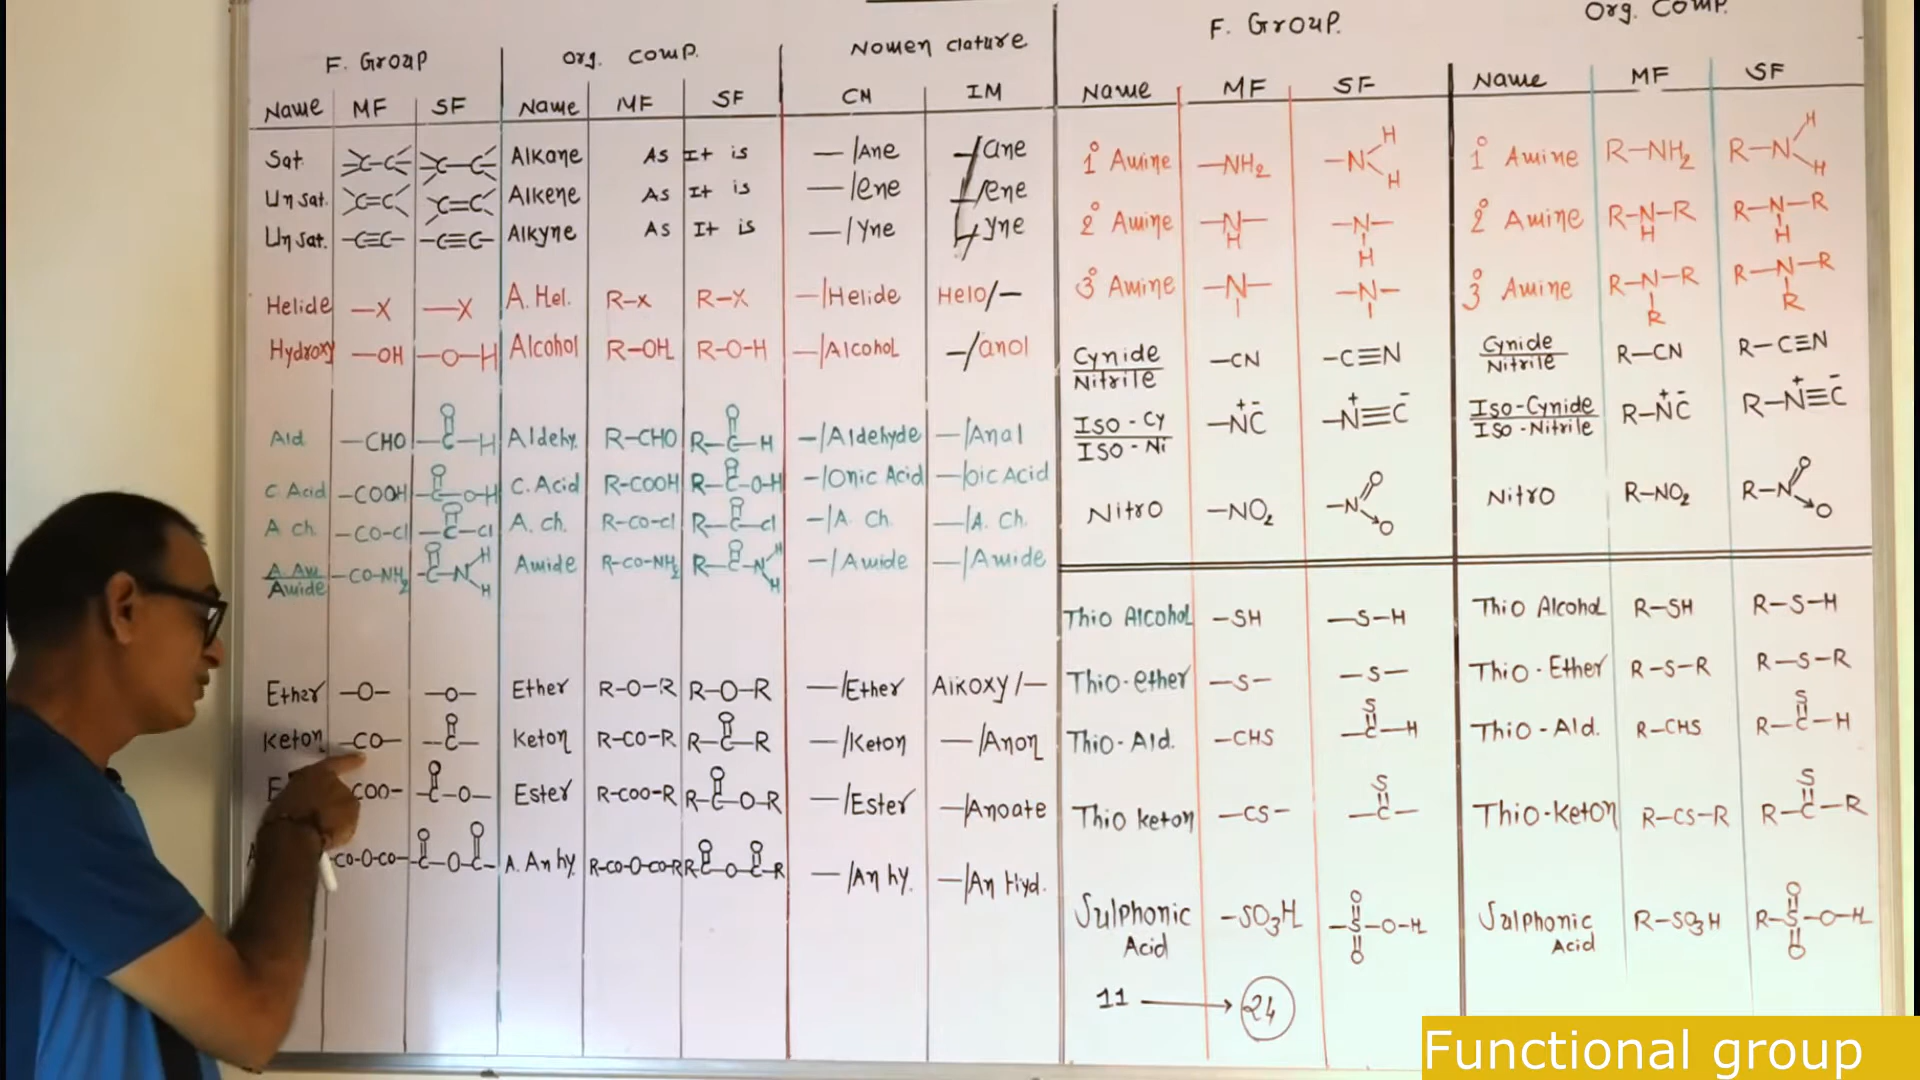 F. Group Org. Comp. Nomen clature F. Group. Org. Comp.
Name MF SF Name MF SF CM IM Name MF SF Name MF SF
Sat. C-C C-C Alkane As It is —/Ane —/ane
Un sat. C=C C=C Alkene As It is —/ene —/ene
Un Sat. -C≡C- -C≡C- Alkyne As It is —/Yne —/yne
Helide —X —X A. Hel. R-X R-X —/Helide Helo/—
Hydroxy —OH —O—H Alcohol R-OH R-O-H —/Alcohol —/anol
Ald —CHO O C—H Aldehy. R-CHO R-C-H O —/Aldehyde —/Anal
C Acid —COOH -C-O-H O C. Acid R-COOH R-C-O-H O —/Onic Acid —/oic Acid
A ch —CO-Cl -C-Cl O A. ch. R-CO-Cl R-C-Cl O —/A. Ch. —/A. Ch.
A. Am
Amide —CO-NH2 -C-N H H O Amide R-CO-NH2 R-C-N H H O —/Amide —/Amide
Ether —O— —O— Ether R-O-R R-O-R —/Ether Alkoxy/—
Keton —CO— -C- O Keton R-CO-R R-C-R O —/Keton —/Anon
E COO- -C-O- O Ester R-COO-R R-C-O-R O —/Ester —/Anoate
A CO-O-CO- -C-O-C- O O A. Anhy. R-CO-O-COR R-C-O-C-R O O —/Anhy. —/An Hyd.
1° Amine —NH2 -N H H 1° Amine R-NH2 R-N H H
2° Amine -N- H -N- H 2° Amine R-N-R H R-N-R H
3° Amine -N- -N- 3° Amine R-N-R R R-N-R R
Cynide
Nitrile —CN -C≡N Cynide
Nitrile R-CN R-C≡N
Iso-Cy
Iso-Ni —N+C- —N+≡C- Iso-Cynide
Iso-Nitrile R-N+C- R-N+≡C-
Nitro —NO2 -N O O Nitro R-NO2 R-N O O
Thio Alcohol —SH —S-H Thio Alcohol R-SH R-S-H
Thio-ether —S— —S— Thio-Ether R-S-R R-S-R
Thio-Ald. —CHS -C-H S Thio-Ald. R-CHS R-C-H S
Thio keton —CS- -C- S Thio-keton R-CS-R R-C-R S
Sulphonic
Acid —SO3H -S-O-H O O Sulphonic
Acid R-SO3H R-S-O-H O O
11 → 24
Functional group